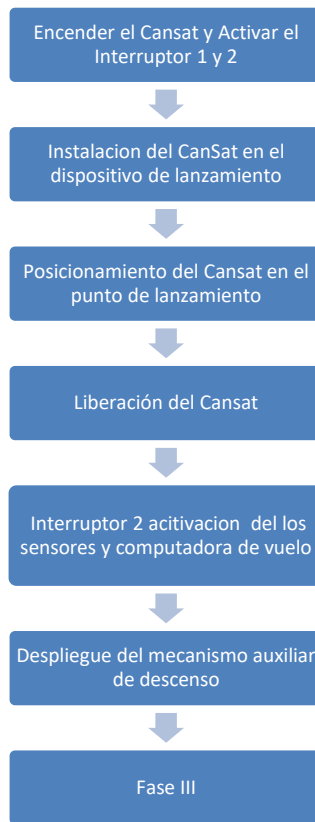 Encender el Cansat y Activar el
Interruptor 1 y 2
Instalacion del CanSat en el
dispositivo de lanzamiento
Posicionamiento del Cansat en el
punto de lanzamiento
Liberación del Cansat
Interruptor 2 acitivacion  del los
sensores y computadora de vuelo
Despliegue del mecanismo auxiliar
de descenso
Fase III